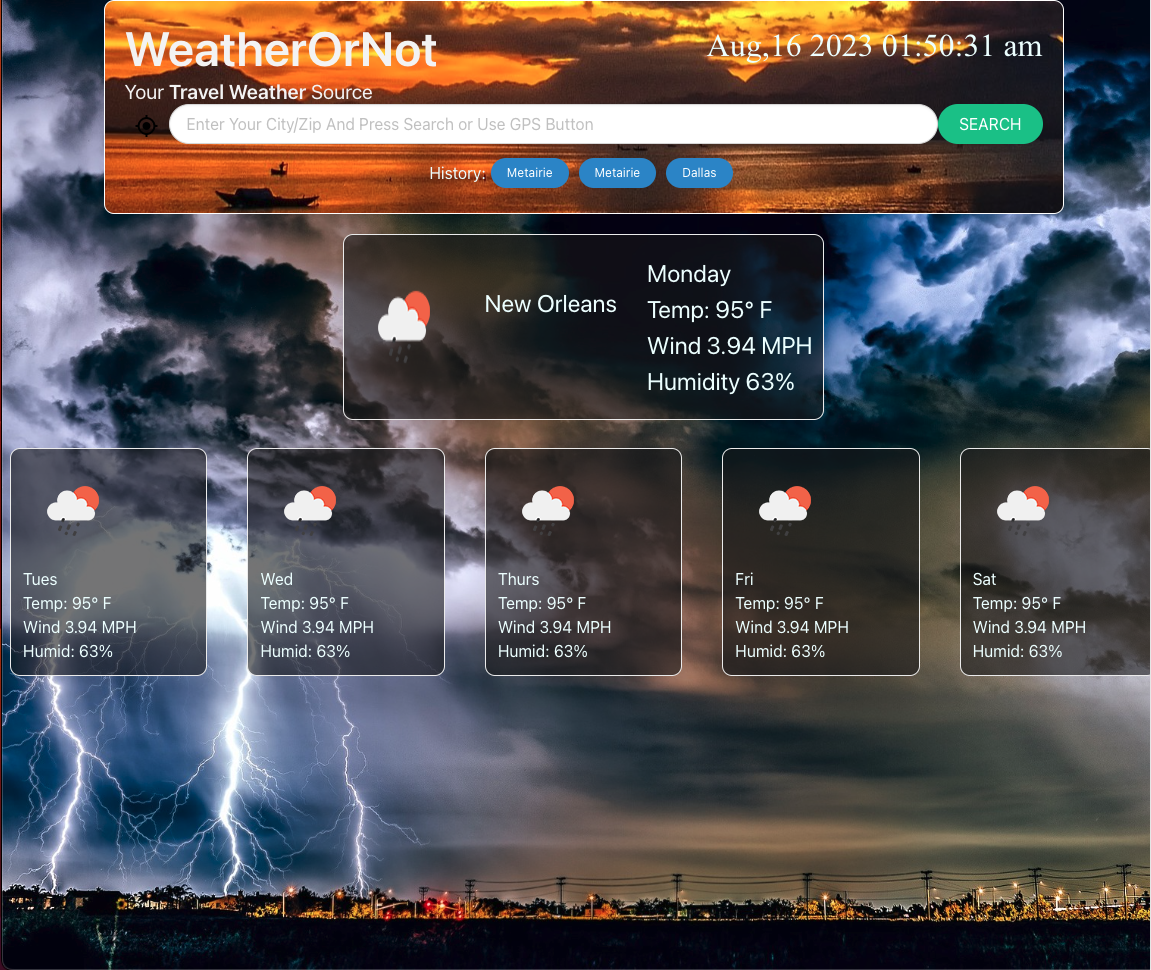 WeatherOrNot
Aug,16 2023 01:50:31 am
Your Travel Weather Source
Enter Your City/Zip And Press Search or Use GPS Button
SEARCH
History:
Metairie
Metairie
Dallas
New Orleans
Monday
Temp: 95° F
Wind 3.94 MPH
Humidity 63%
Tues
Temp: 95° F
Wind 3.94 MPH
Humid: 63%
Wed
Temp: 95° F
Wind 3.94 MPH
Humid: 63%
Thurs
Temp: 95° F
Wind 3.94 MPH
Humid: 63%
Fri
Temp: 95° F
Wind 3.94 MPH
Humid: 63%
Sat
Temp: 95° F
Wind 3.94 MPH
Humid: 63%